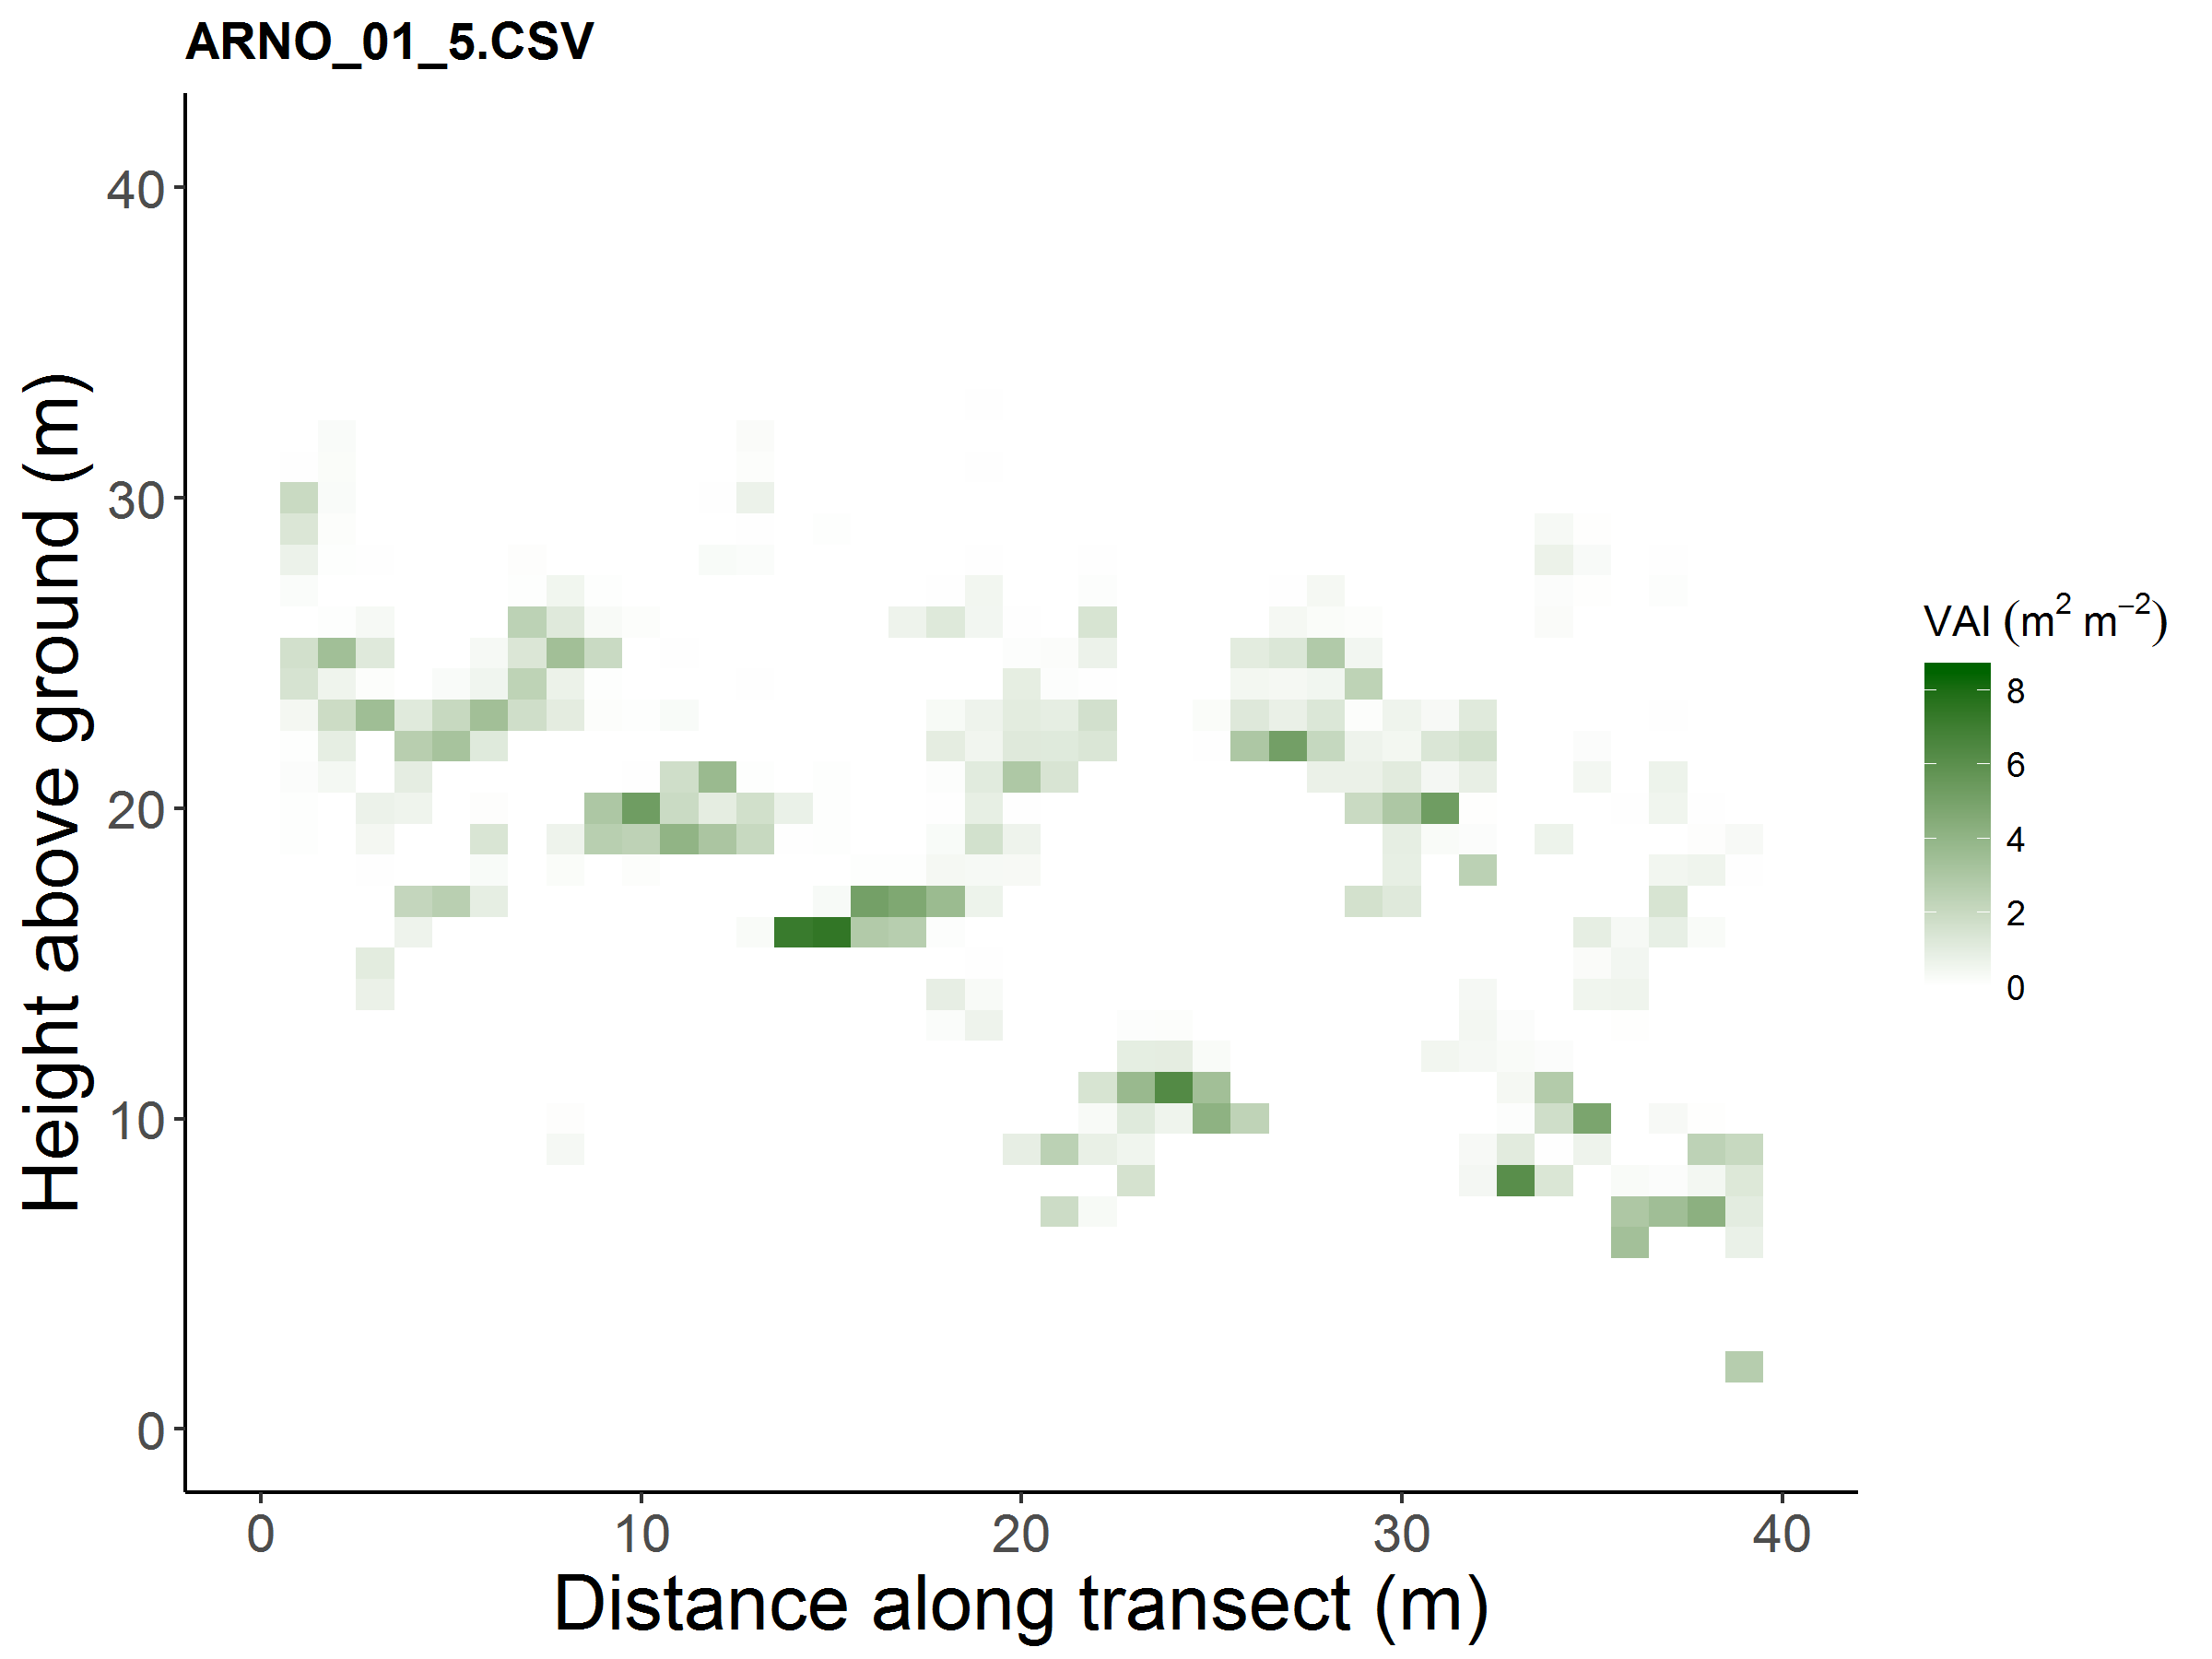 ARNO_01_5.CSV
Height above ground (m)
40
30
20
10
0
0 10 20 30 40
Distance along transect (m)
VAI (m² m⁻²)
8
6
4
2
0